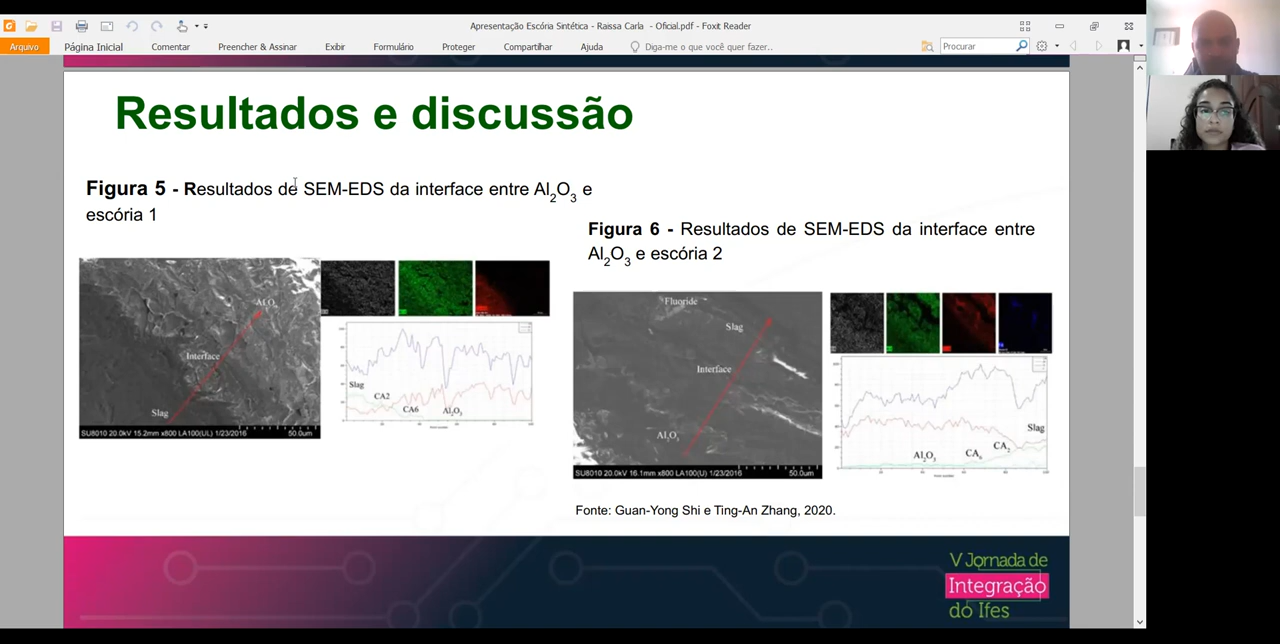 Apresentação Escória Sintética - Raissa Carla - Oficial.pdf - Foxit Reader
Arquivo Página Inicial Comentar Preencher & Assinar Exibir Formulário Proteger Compartilhar Ajuda Diga-me o que você quer fazer.. Procurar
Resultados e discussão
Figura 5 - Resultados de SEM-EDS da interface entre Al2O3 e
escória 1
Al2O3
Interface
Slag
SU8010 20.0kV 15.2mm x800 LA100(UL) 1/23/2016 50.0um
Slag
CA2
CA6
Al2O3
Figura 6 - Resultados de SEM-EDS da interface entre
Al2O3 e escória 2
Fluoride
Slag
Interface
Al2O3
SU8010 20.0kV 16.1mm x800 LA100(U) 1/23/2016 50.0um
Slag
CA2
CA6
Al2O3
Fonte: Guan-Yong Shi e Ting-An Zhang, 2020.
V Jornada de
Integração
do Ifes